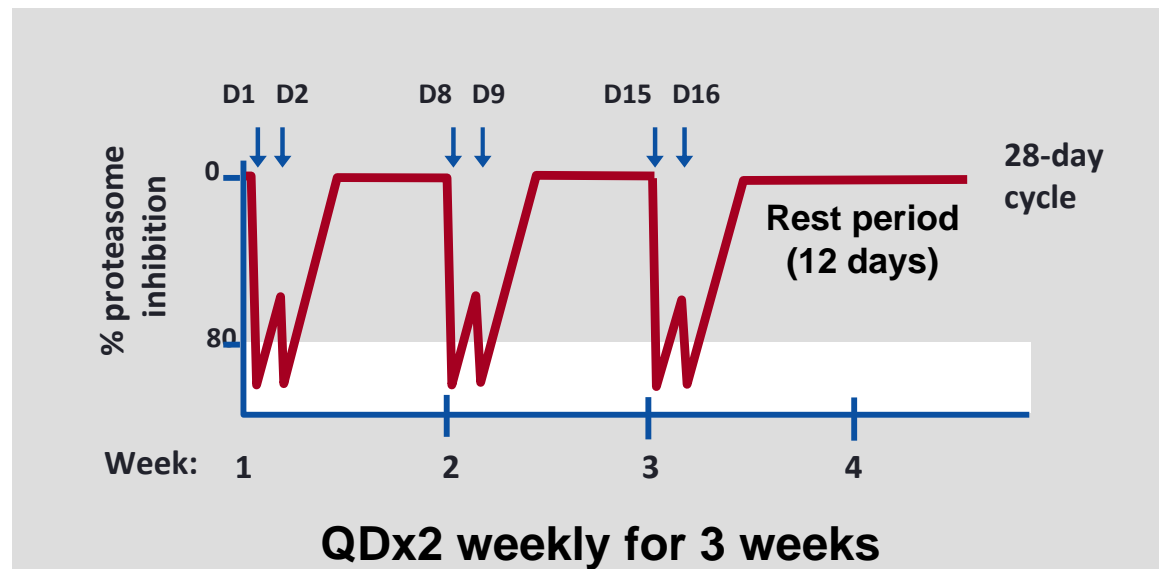 D1 D2 D8 D9 D15 D16
% proteasome
inhibition
0
80
28-day
cycle
Rest period
(12 days)
Week: 1 2 3 4
QDx2 weekly for 3 weeks